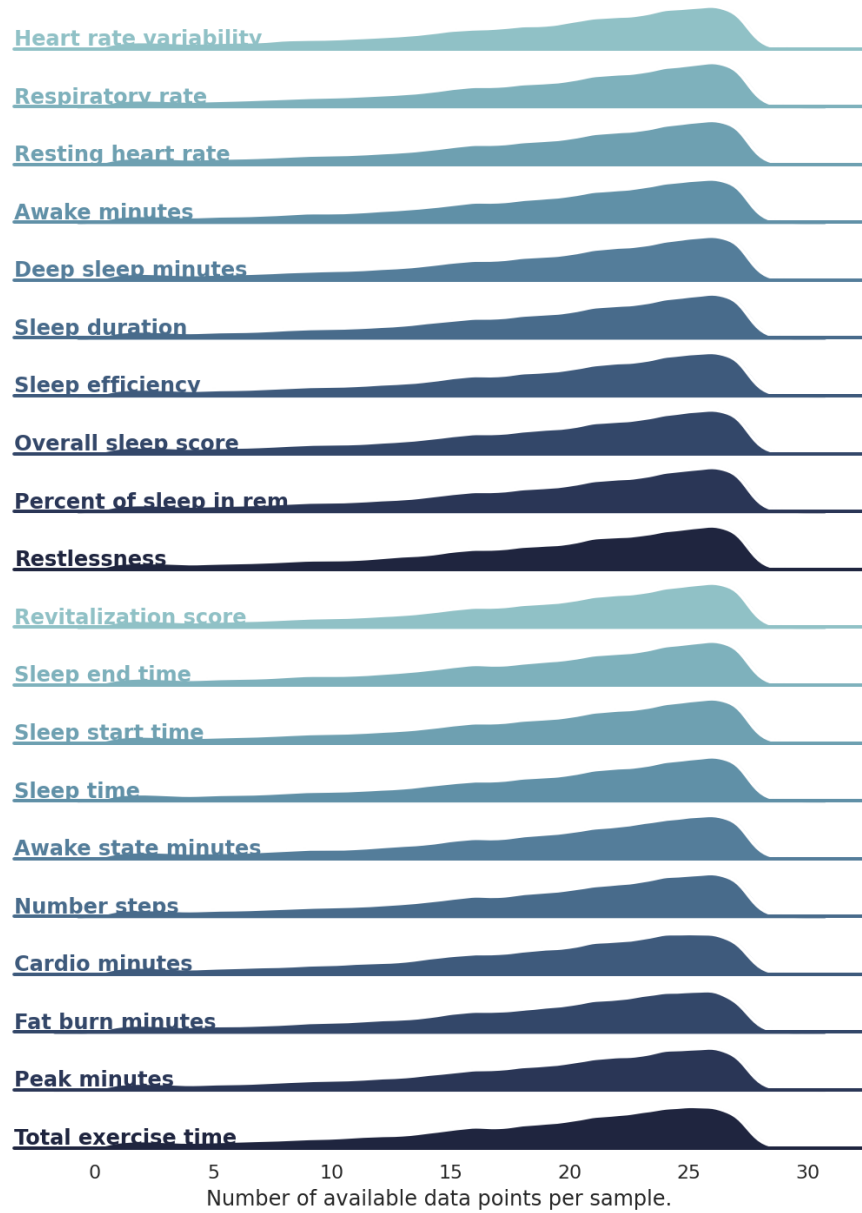 Heart rate variability
Respiratory rate
Resting heart rate
Awake minutes
Deep sleep minutes
Sleep duration
Sleep efficiency
Overall sleep score
Percent of sleep in rem
Restlessness
Revitalization score
Sleep end time
Sleep start time
Sleep time
Awake state minutes
Number steps
Cardio minutes
Fat burn minutes
Peak minutes
Total exercise time
0 5 10 15 20 25 30
Number of available data points per sample.